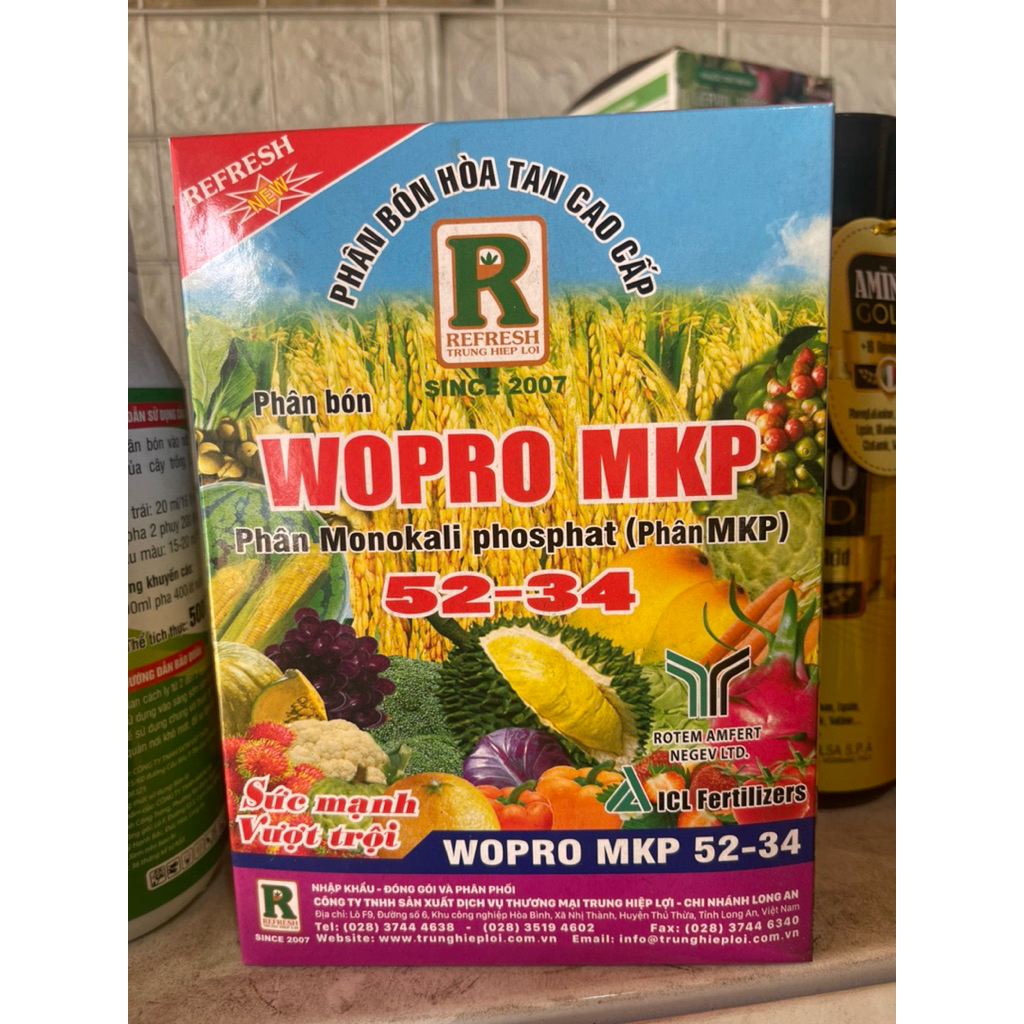 REFRESH
NEW
PHÂN BÓN HÒA TAN CAO CẤP
R
REFRESH
TRUNG HIEP LOI
SINCE 2007
Phân bón
WOPRO MKP
Phân Monokali phosphat (Phân MKP)
52-34
ROTEM AMFERT
NEGEV LTD.
ICL Fertilizers
Sức mạnh
Vượt trội
WOPRO MKP 52-34
R
REFRESH
SINCE 2007
NHẬP KHẨU - ĐÓNG GÓI VÀ PHÂN PHỐI
CÔNG TY TNHH SẢN XUẤT DỊCH VỤ THƯƠNG MẠI TRUNG HIỆP LỢI - CHI NHÁNH LONG AN
Địa chỉ: Lô F9, Đường số 6, Khu công nghiệp Hòa Bình, Xã Nhị Thành, Huyện Thủ Thừa, Tỉnh Long An, Việt Nam
Tel: (028) 3744 4638 - (028) 3519 4602 Fax: (028) 3744 6340
Website: www.trunghieploi.com.vn Email: info@trunghieploi.com.vn